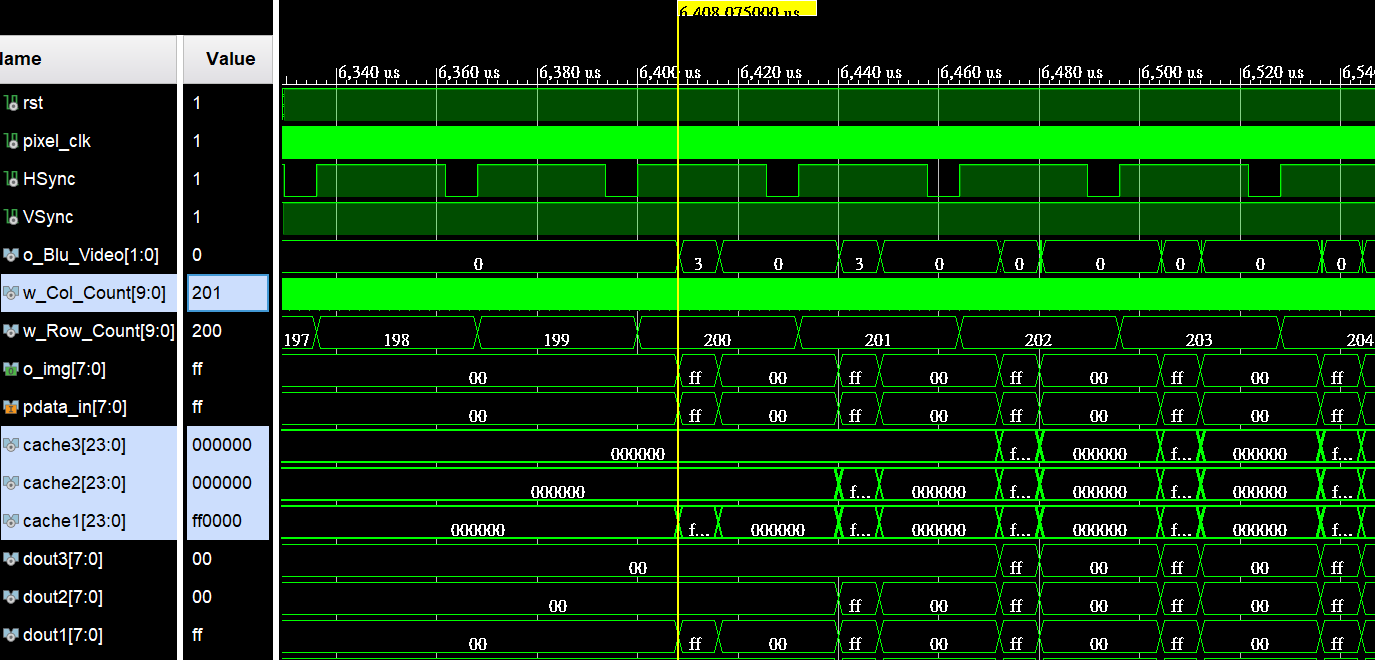 6,408.075000 us
lame Value
6,340 us 6,360 us 6,380 us 6,400 us 6,420 us 6,440 us 6,460 us 6,480 us 6,500 us 6,520 us 6,54
rst 1
pixel_clk 1
HSync 1
VSync 1
o_Blu_Video[1:0] 0 0 3 0 3 0 0 0 0 0 0
w_Col_Count[9:0] 201
w_Row_Count[9:0] 200 197 198 199 200 201 202 203 204
o_img[7:0] ff 00 ff 00 ff 00 ff 00 ff 00 ff
pdata_in[7:0] ff 00 ff 00 ff 00 ff 00 ff 00 ff
cache3[23:0] 000000 000000 f... 000000 f... 000000 f...
cache2[23:0] 000000 000000 f... 000000 f... 000000 f... 000000 f...
cache1[23:0] ff0000 000000 f... 000000 f... 000000 f... 000000 f... 000000 f...
dout3[7:0] 00 00 ff 00 ff 00 ff
dout2[7:0] 00 00 ff 00 ff 00 ff 00 ff
dout1[7:0] ff 00 ff 00 ff 00 ff 00 ff 00 ff